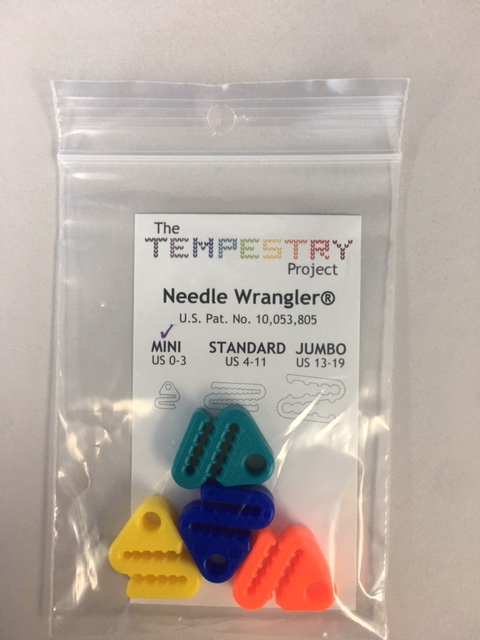 The
TEMPESTRY
Project
Needle Wrangler®
U.S. Pat. No. 10,053,805
MINI STANDARD JUMBO
US 0-3 US 4-11 US 13-19